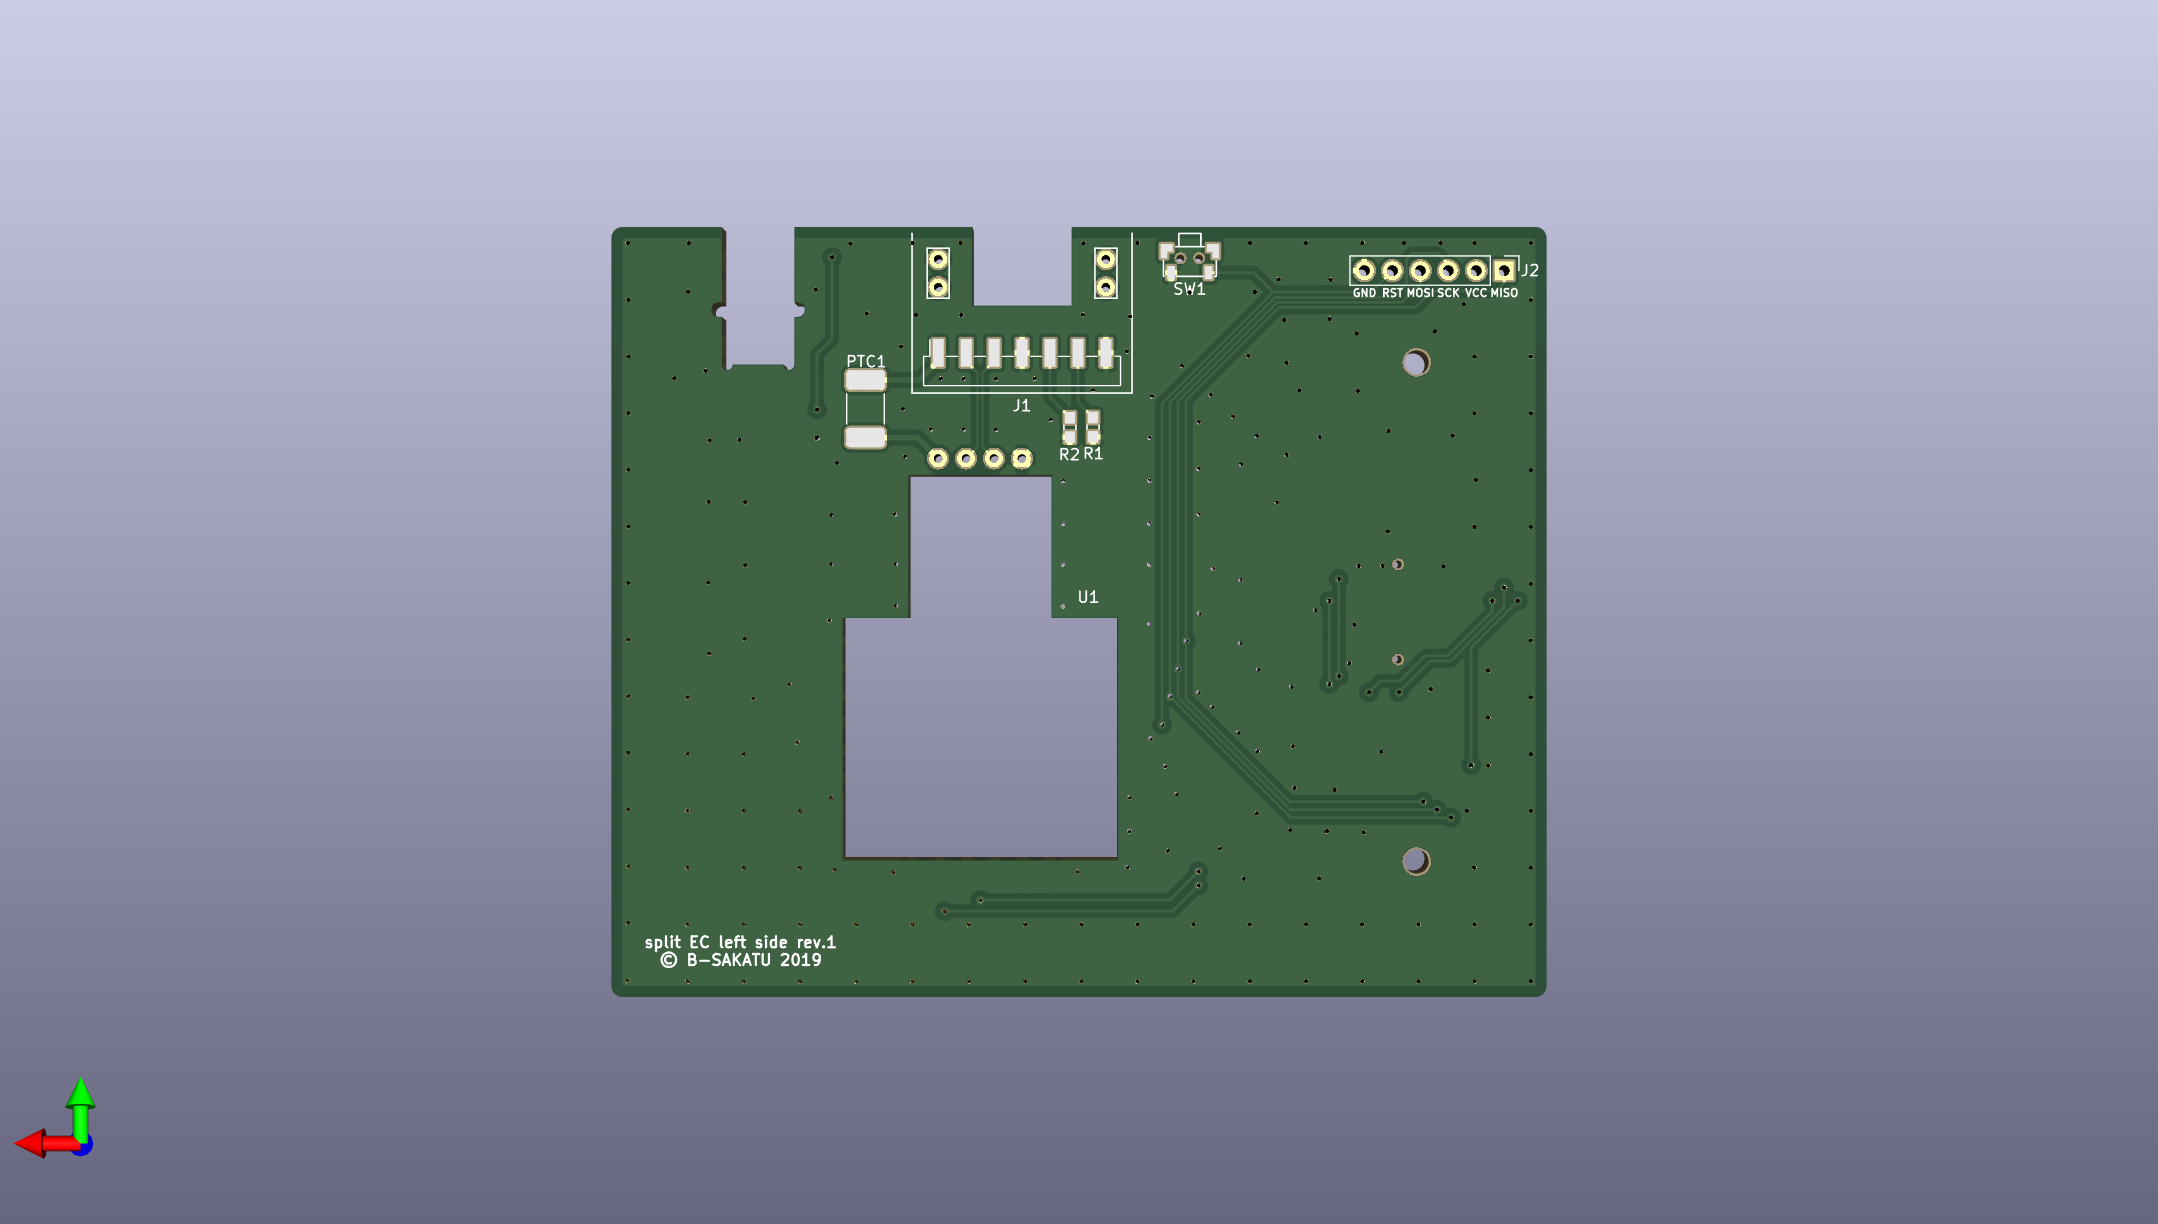 SW1
J2
GND RST MOSI SCK VCC MISO
PTC1
J1
R2 R1
U1
split EC left side rev.1
© B-SAKATU 2019